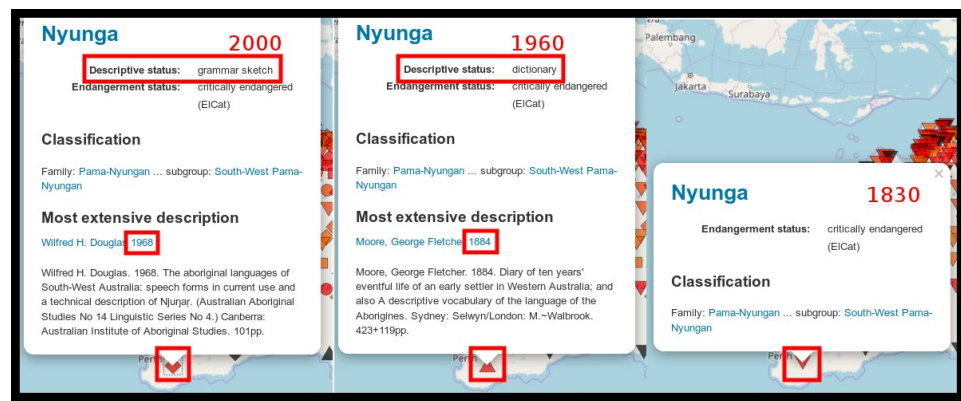 Nyunga
2000
Descriptive status: grammar sketch
Endangerment status: critically endangered
(ElCat)
Classification
Family: Pama-Nyungan ... subgroup: South-West Pama-
Nyungan
Most extensive description
Wilfred H. Douglas 1968
Wilfred H. Douglas. 1968. The aboriginal languages of
South-West Australia: speech forms in current use and
a technical description of Njuŋar. (Australian Aboriginal
Studies No 14 Linguistic Series No 4.) Canberra:
Australian Institute of Aboriginal Studies. 101pp.
Nyunga
1960
Descriptive status: dictionary
Endangerment status: critically endangered
(ElCat)
Classification
Family: Pama-Nyungan ... subgroup: South-West Pama-
Nyungan
Most extensive description
Moore, George Fletche 1884
Moore, George Fletcher. 1884. Diary of ten years'
eventful life of an early settler in Western Australia; and
also A descriptive vocabulary of the language of the
Aborigines. Sydney: Selwyn/London: M.~Walbrook.
423+119pp.
Palembang
Jakarta
Surabaya
×
Nyunga
1830
Endangerment status: critically endangered
(ElCat)
Classification
Family: Pama-Nyungan ... subgroup: South-West Pama-
Nyungan